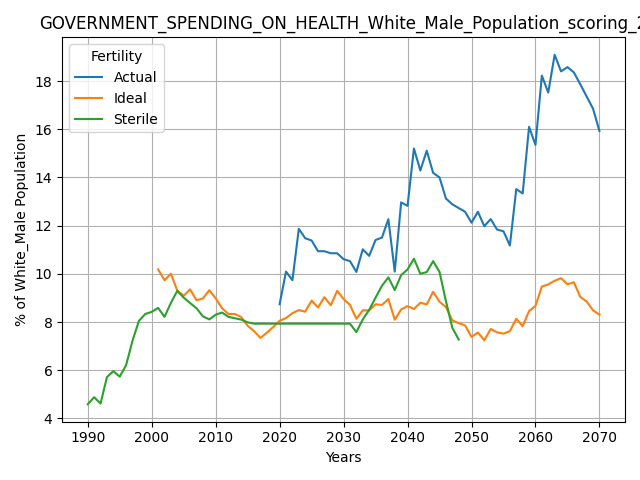 GOVERNMENT_SPENDING_ON_HEALTH_White_Male_Population_scoring_2
Fertility
Actual
Ideal
Sterile
% of White_Male Population
18
16
14
12
10
8
6
4
1990 2000 2010 2020 2030 2040 2050 2060 2070
Years